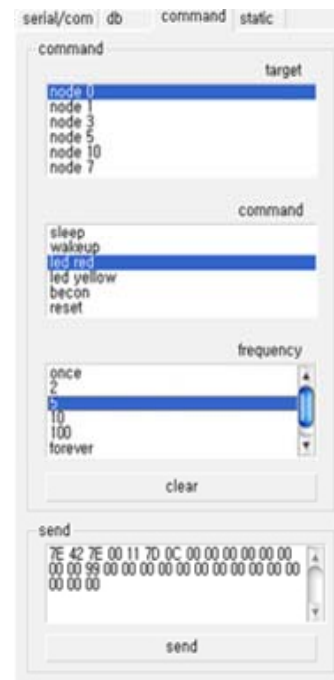 serial/com db command static
command
target
node 0
node 1
node 3
node 5
node 10
node 7
command
sleep
wakeup
led red
led yellow
becon
reset
frequency
once
2
5
10
100
forever
clear
send
7E 42 7E 00 11 7D 0C 00 00 00 00 00 00
00 00 99 00 00 00 00 00 00 00 00 00 00
00 00 00
send